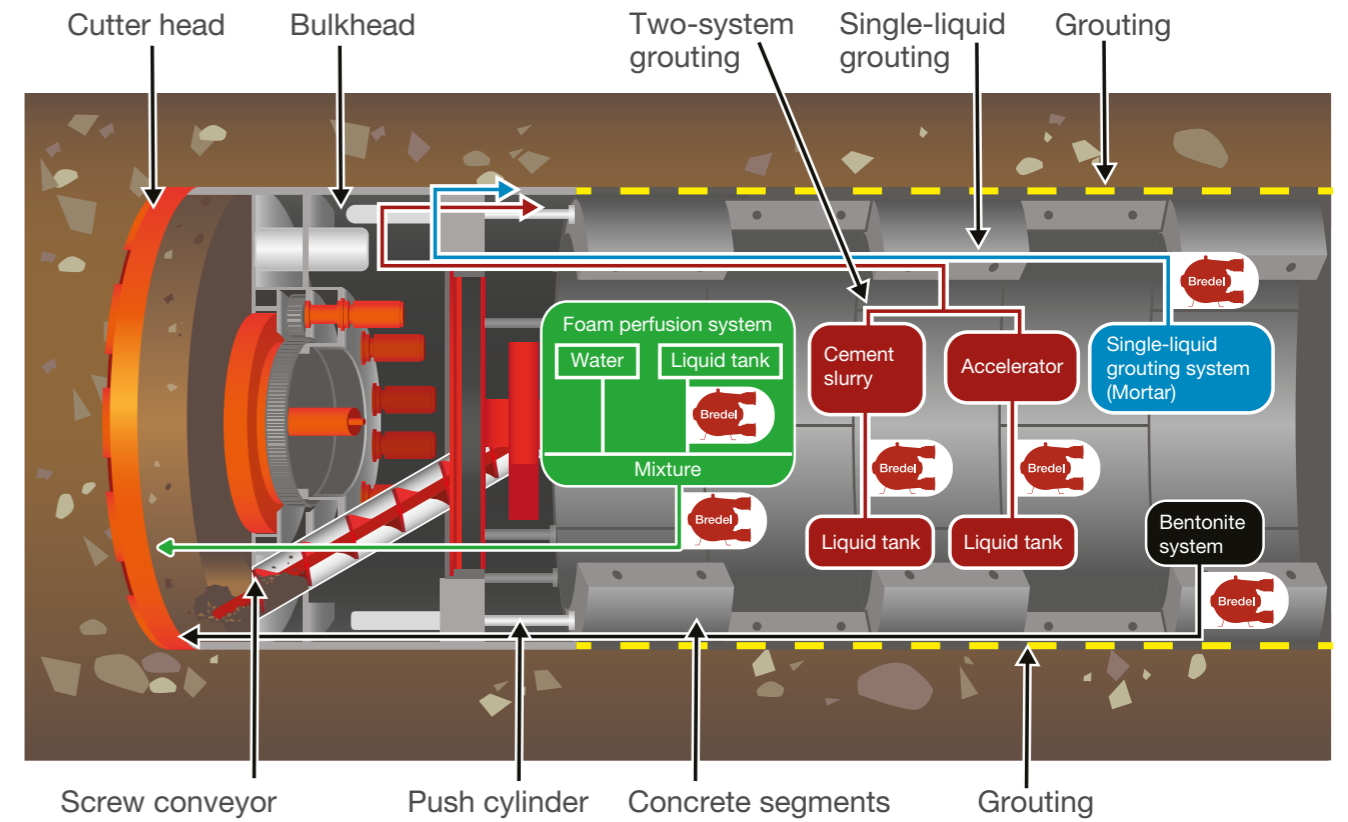 Cutter head
Bulkhead
Two-system
grouting
Single-liquid
grouting
Grouting
Bredel
Foam perfusion system
Water
Liquid tank
Bredel
Mixture
Bredel
Cement
slurry
Accelerator
Single-liquid
grouting system
(Mortar)
Bredel
Bredel
Liquid tank
Liquid tank
Bentonite
system
Bredel
Screw conveyor
Push cylinder
Concrete segments
Grouting